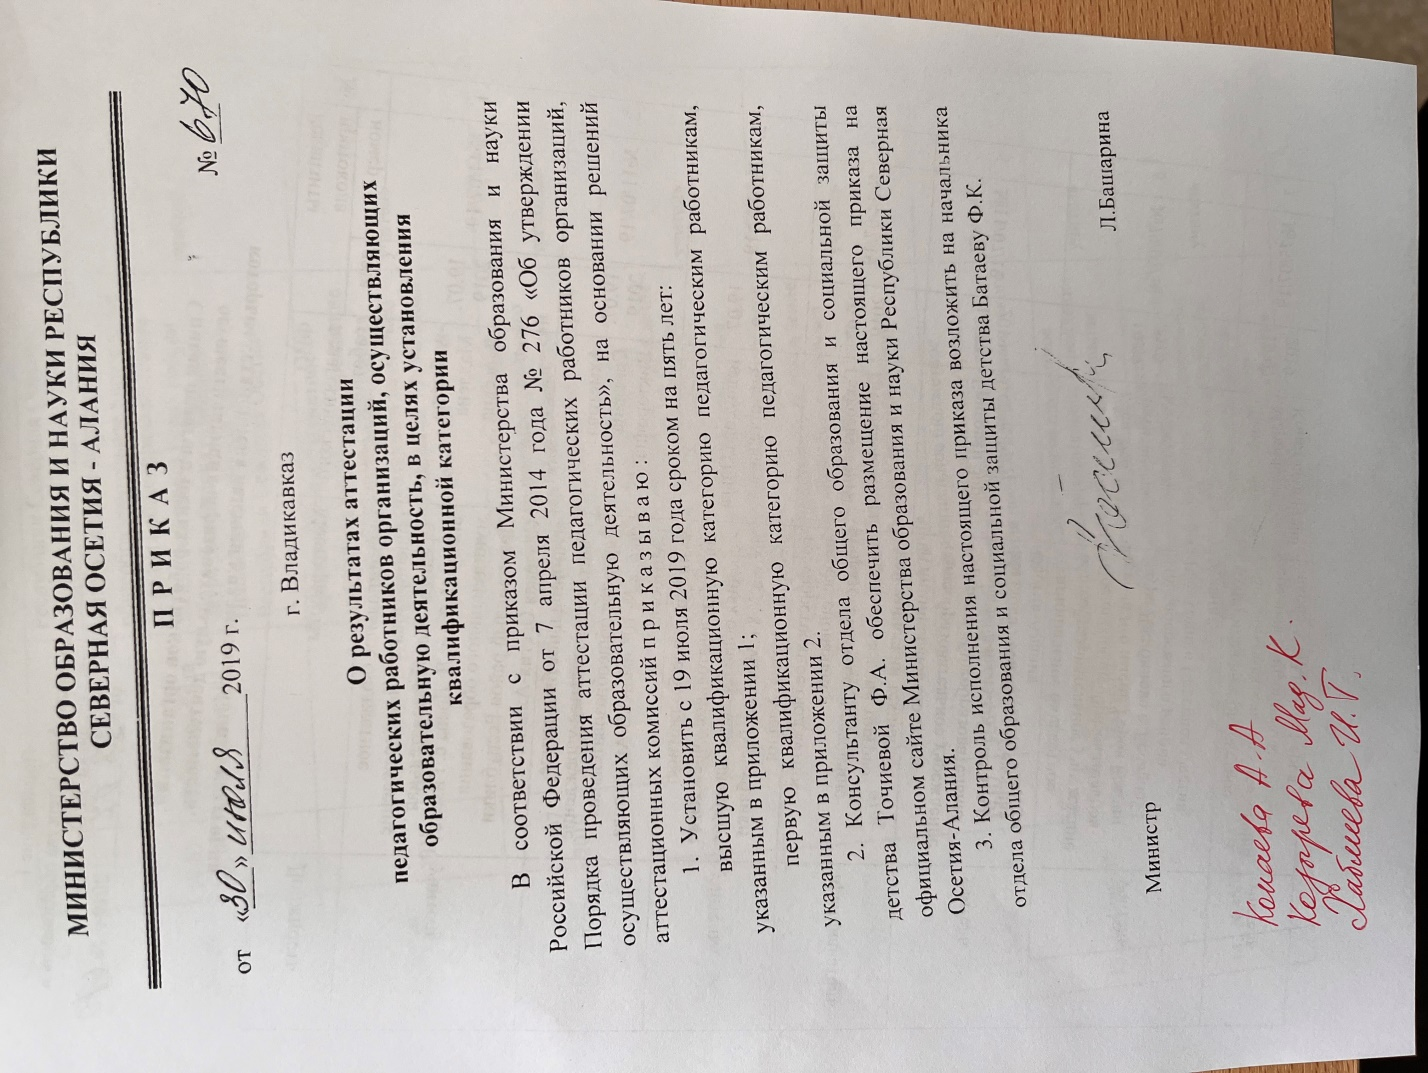 МИНИСТЕРСТВО ОБРАЗОВАНИЯ И НАУКИ РЕСПУБЛИКИ
СЕВЕРНАЯ ОСЕТИЯ - АЛАНИЯ
П Р И К А З
от «30» июля 2019 г. № 670
г. Владикавказ
О результатах аттестации
педагогических работников организаций, осуществляющих
образовательную деятельность, в целях установления
квалификационной категории
В соответствии с приказом Министерства образования и науки
Российской Федерации от 7 апреля 2014 года № 276 «Об утверждении
Порядка проведения аттестации педагогических работников организаций,
осуществляющих образовательную деятельность», на основании решений
аттестационных комиссий п р и к а з ы в а ю :
1. Установить с 19 июля 2019 года сроком на пять лет:
высшую квалификационную категорию педагогическим работникам,
указанным в приложении 1;
первую квалификационную категорию педагогическим работникам,
указанным в приложении 2.
2. Консультанту отдела общего образования и социальной защиты
детства Точиевой Ф.А. обеспечить размещение настоящего приказа на
официальном сайте Министерства образования и науки Республики Северная
Осетия-Алания.
3. Контроль исполнения настоящего приказа возложить на начальника
отдела общего образования и социальной защиты детства Батаеву Ф.К.
Министр Л.Башарина
А.А
Мад. К.
И.Т.